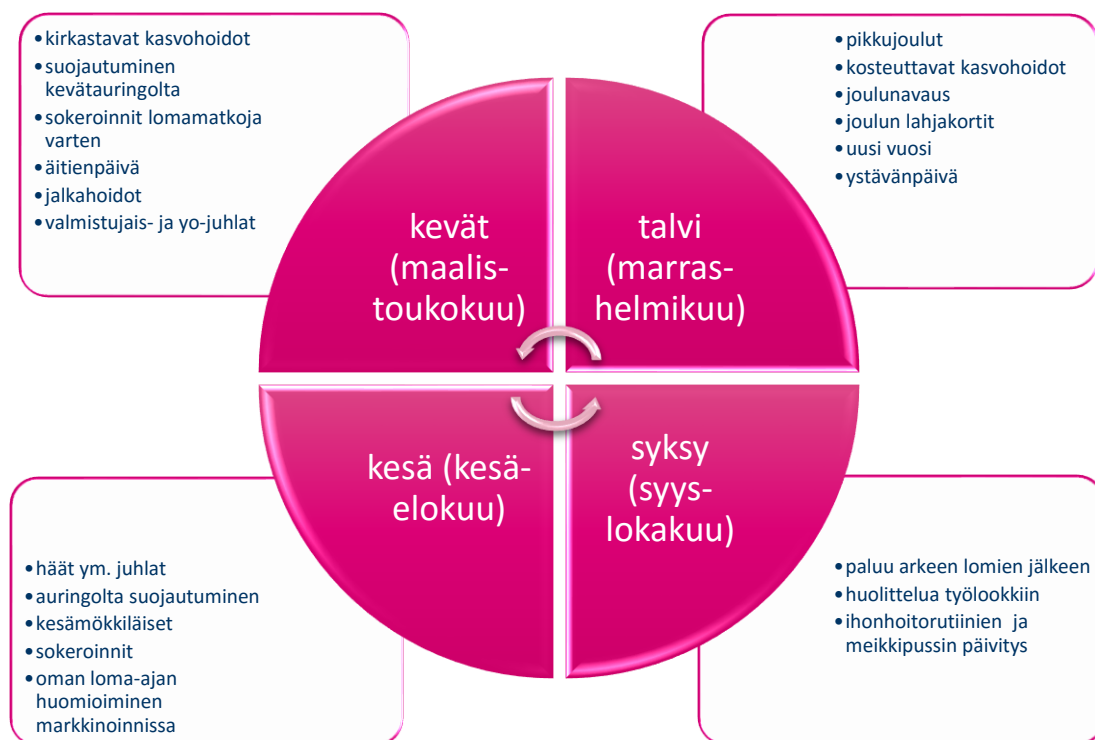 •kirkastavat kasvohoidot
•suojautuminen
kevätauringolta
•sokeroinnit lomamatkoja
varten
•äitienpäivä
•jalkahoidot
•valmistujais- ja yo-juhlat
•pikkujoulut
•kosteuttavat kasvohoidot
•joulunavaus
•joulun lahjakortit
•uusi vuosi
•ystävänpäivä
kevät
(maalis-
toukokuu)
talvi
(marras-
helmikuu)
kesä (kesä-
elokuu)
syksy
(syys-
lokakuu)
•häät ym. juhlat
•auringolta suojautuminen
•kesämökkiläiset
•sokeroinnit
•oman loma-ajan
huomioiminen
markkinoinnissa
•paluu arkeen lomien jälkeen
•huolittelua työlookkiin
•ihonhoitorutiinien ja
meikkipussin päivitys